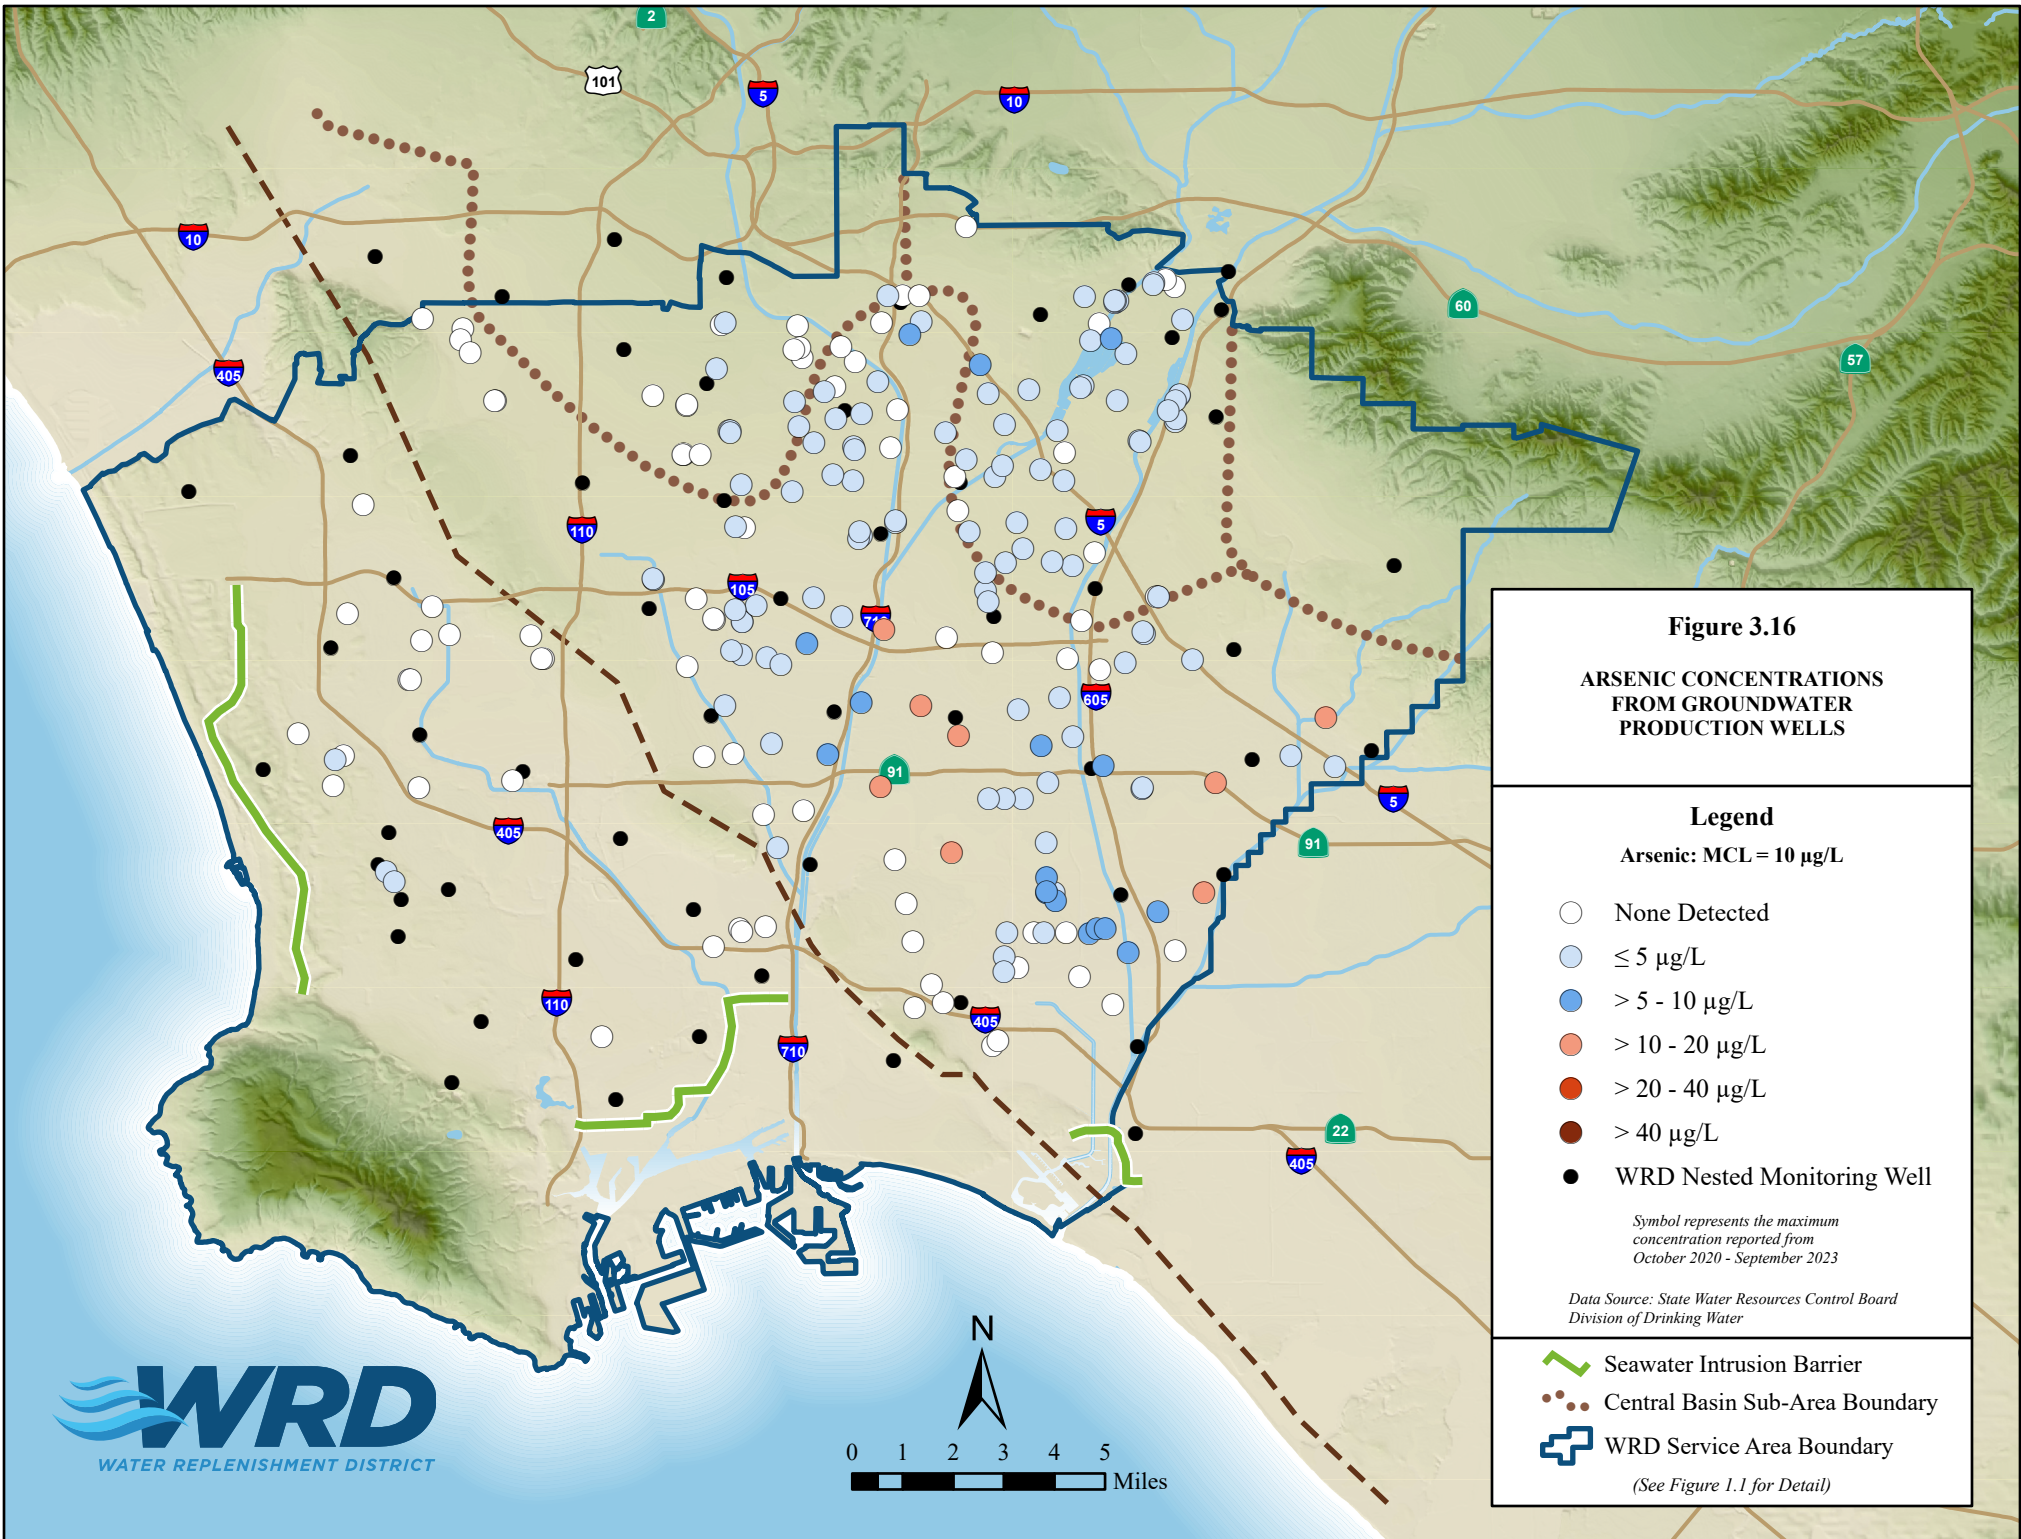 2
101
5
10
10
60
405
57
110
5
105
710
605
91
5
405
91
110
405
710
22
405
Figure 3.16
ARSENIC CONCENTRATIONS
FROM GROUNDWATER
PRODUCTION WELLS
Legend
Arsenic: MCL = 10 µg/L
None Detected
≤ 5 µg/L
> 5 - 10 µg/L
> 10 - 20 µg/L
> 20 - 40 µg/L
> 40 µg/L
WRD Nested Monitoring Well
Symbol represents the maximum
concentration reported from
October 2020 - September 2023
Data Source: State Water Resources Control Board
Division of Drinking Water
Seawater Intrusion Barrier
Central Basin Sub-Area Boundary
WRD Service Area Boundary
(See Figure 1.1 for Detail)
N
0 1 2 3 4 5
Miles
WRD
WATER REPLENISHMENT DISTRICT